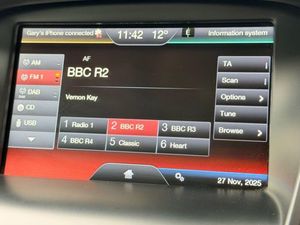 Gary's iPhone connected 11:42 12° Information system
AF
BBC R2
Vernon Kay
AM
FM 1
DAB
CD
USB
TA
Scan
Options
Tune
Browse
1 Radio 1 2 BBC R2 3 BBC R3
4 BBC R4 5 Classic 6 Heart
27 Nov, 2025